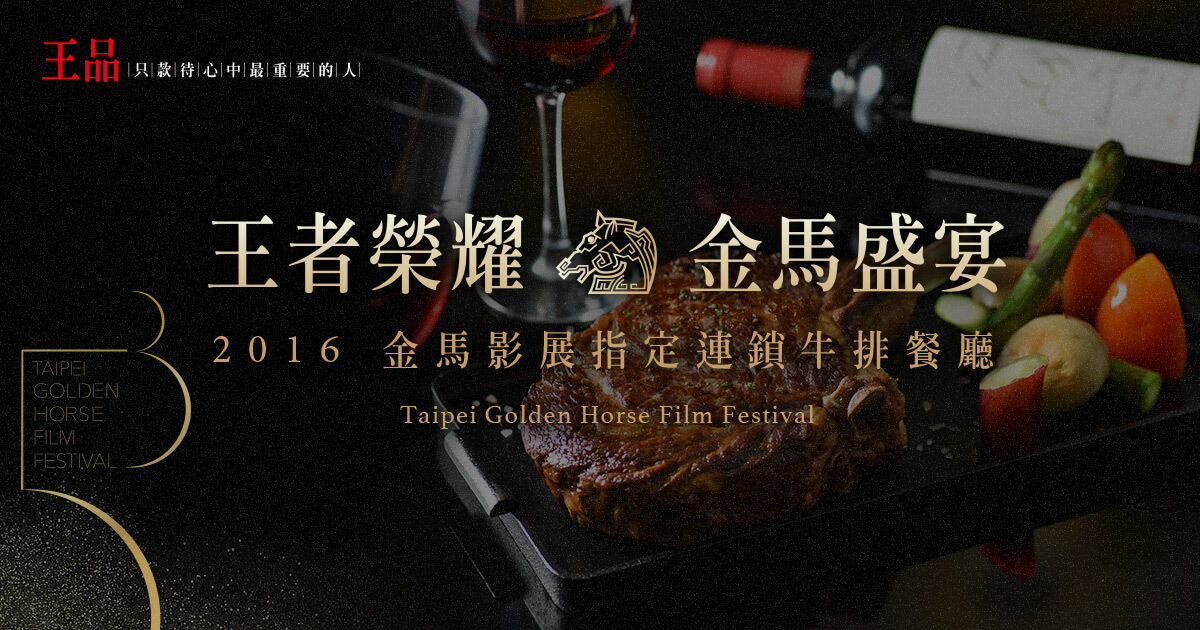 王品 |只|款|待|心|中|最|重|要|的|人|
王者榮耀 金馬盛宴
2016 金馬影展指定連鎖牛排餐廳
Taipei Golden Horse Film Festival
TAIPEI
GOLDEN
HORSE
FILM
FESTIVAL